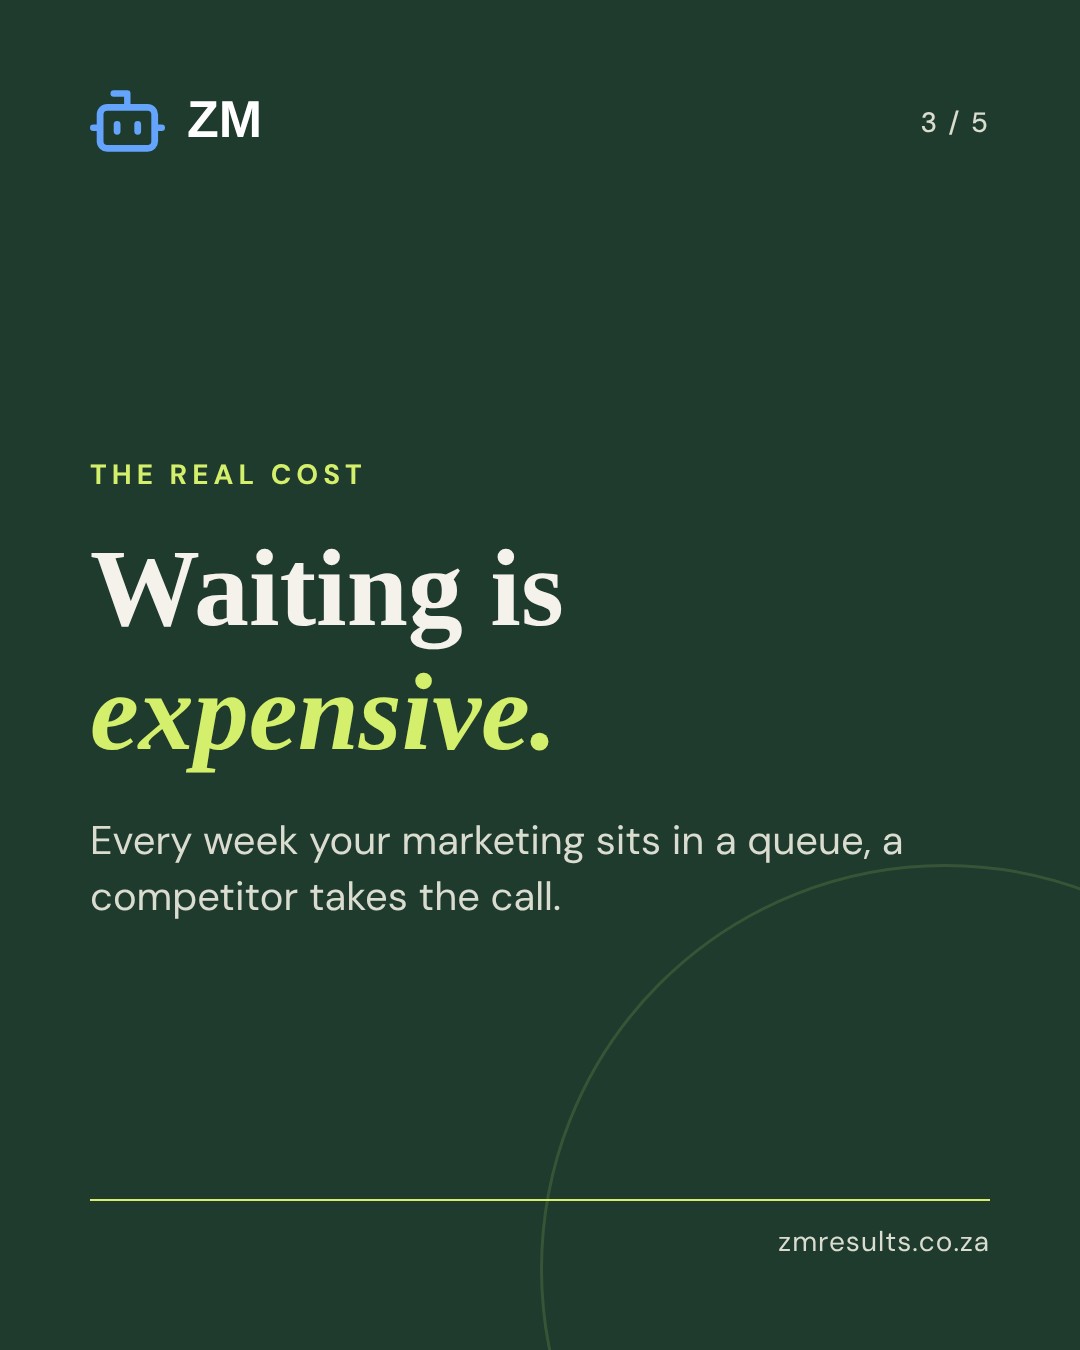 ZM
3 / 5
THE REAL COST
Waiting is
expensive.
Every week your marketing sits in a queue, a
competitor takes the call.
zmresults.co.za